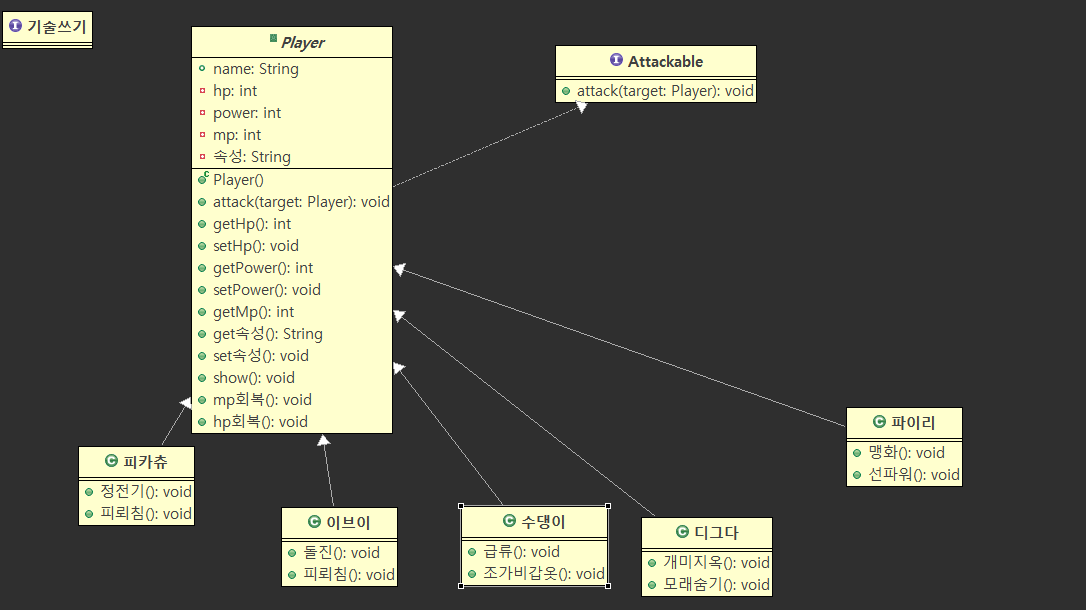 기술쓰기
Player
name: String
hp: int
power: int
mp: int
속성: String
Player()
attack(target: Player): void
getHp(): int
setHp(): void
getPower(): int
setPower(): void
getMp(): int
get속성(): String
set속성(): void
show(): void
mp회복(): void
hp회복(): void
Attackable
attack(target: Player): void
피카츄
정전기(): void
피뢰침(): void
이브이
돌진(): void
피뢰침(): void
수댕이
급류(): void
조가비갑옷(): void
디그다
개미지옥(): void
모래숨기(): void
파이리
맹화(): void
선파워(): void